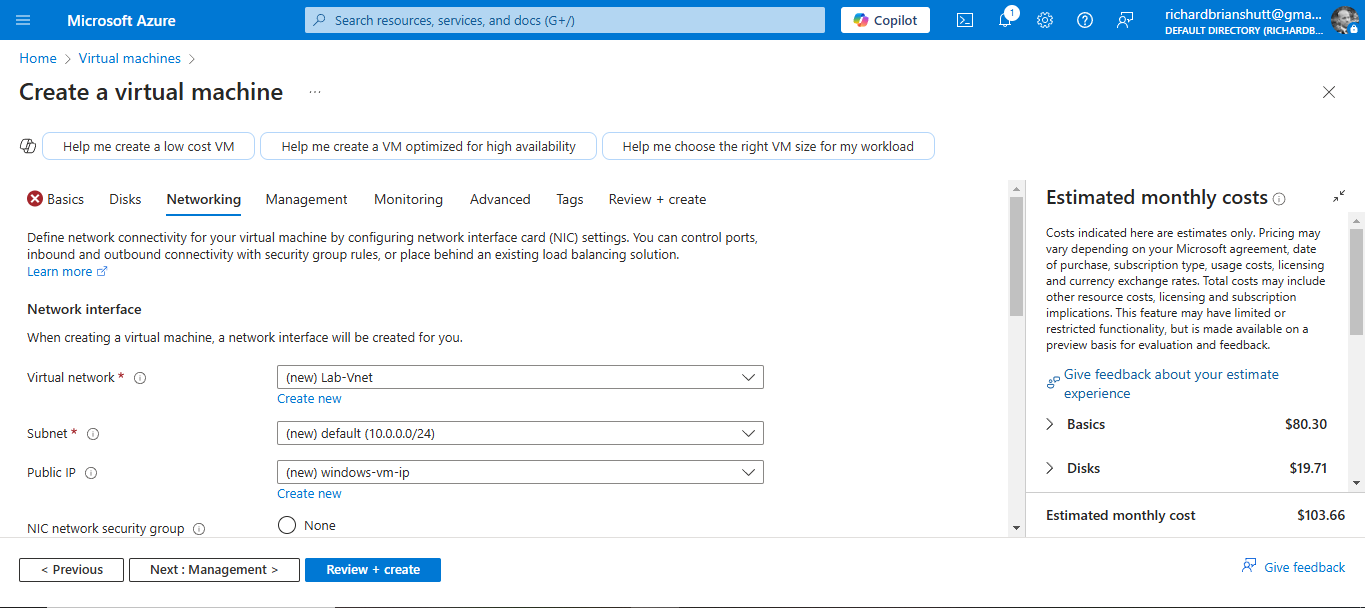 Microsoft Azure
Search resources, services, and docs (G+/)
Copilot
1
richardbrianshutt@gma...
DEFAULT DIRECTORY (RICHARDB...
Home > Virtual machines >
Create a virtual machine ...
Help me create a low cost VM
Help me create a VM optimized for high availability
Help me choose the right VM size for my workload
Basics
Disks
Networking
Management
Monitoring
Advanced
Tags
Review + create
Define network connectivity for your virtual machine by configuring network interface card (NIC) settings. You can control ports,
inbound and outbound connectivity with security group rules, or place behind an existing load balancing solution.
Learn more
Network interface
When creating a virtual machine, a network interface will be created for you.
Virtual network *
(new) Lab-Vnet
Create new
Subnet *
(new) default (10.0.0.0/24)
Public IP
(new) windows-vm-ip
Create new
NIC network security group
None
Estimated monthly costs
Costs indicated here are estimates only. Pricing may
vary depending on your Microsoft agreement, date
of purchase, subscription type, usage costs, licensing
and currency exchange rates. Total costs may include
other resource costs, licensing and subscription
implications. This feature may have limited or
restricted functionality, but is made available on a
preview basis for evaluation and feedback.
Give feedback about your estimate
experience
Basics $80.30
Disks $19.71
Estimated monthly cost $103.66
< Previous
Next : Management >
Review + create
Give feedback